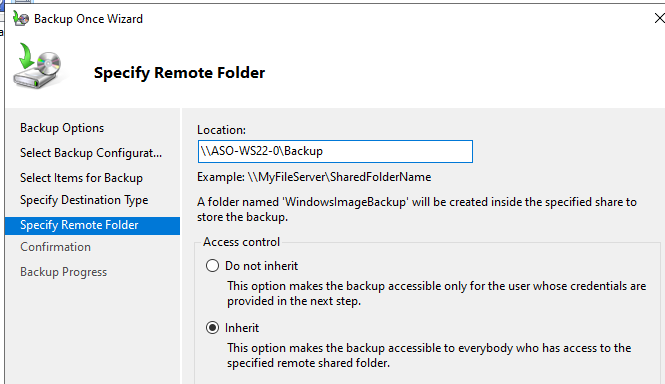 Backup Once Wizard
Specify Remote Folder
Backup Options
Select Backup Configurat...
Select Items for Backup
Specify Destination Type
Specify Remote Folder
Confirmation
Backup Progress
Location:
\\ASO-WS22-0\Backup
Example: \\MyFileServer\SharedFolderName
A folder named 'WindowsImageBackup' will be created inside the specified share to
store the backup.
Access control
Do not inherit
This option makes the backup accessible only for the user whose credentials are
provided in the next step.
Inherit
This option makes the backup accessible to everybody who has access to the
specified remote shared folder.